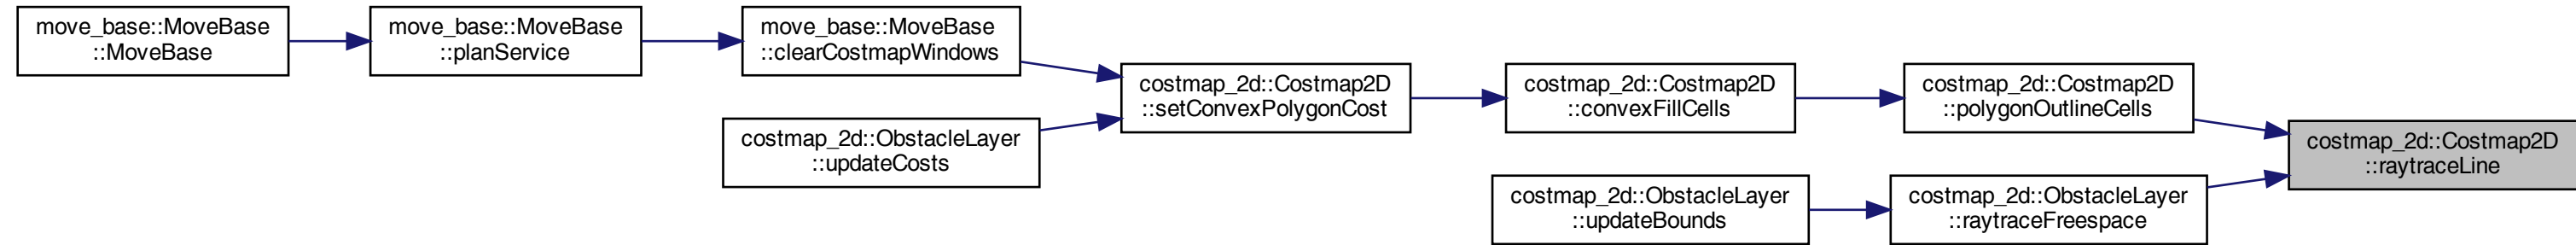 move_base::MoveBase
::MoveBase
move_base::MoveBase
::planService
move_base::MoveBase
::clearCostmapWindows
costmap_2d::ObstacleLayer
::updateCosts
costmap_2d::Costmap2D
::setConvexPolygonCost
costmap_2d::Costmap2D
::convexFillCells
costmap_2d::Costmap2D
::polygonOutlineCells
costmap_2d::ObstacleLayer
::updateBounds
costmap_2d::ObstacleLayer
::raytraceFreespace
costmap_2d::Costmap2D
::raytraceLine